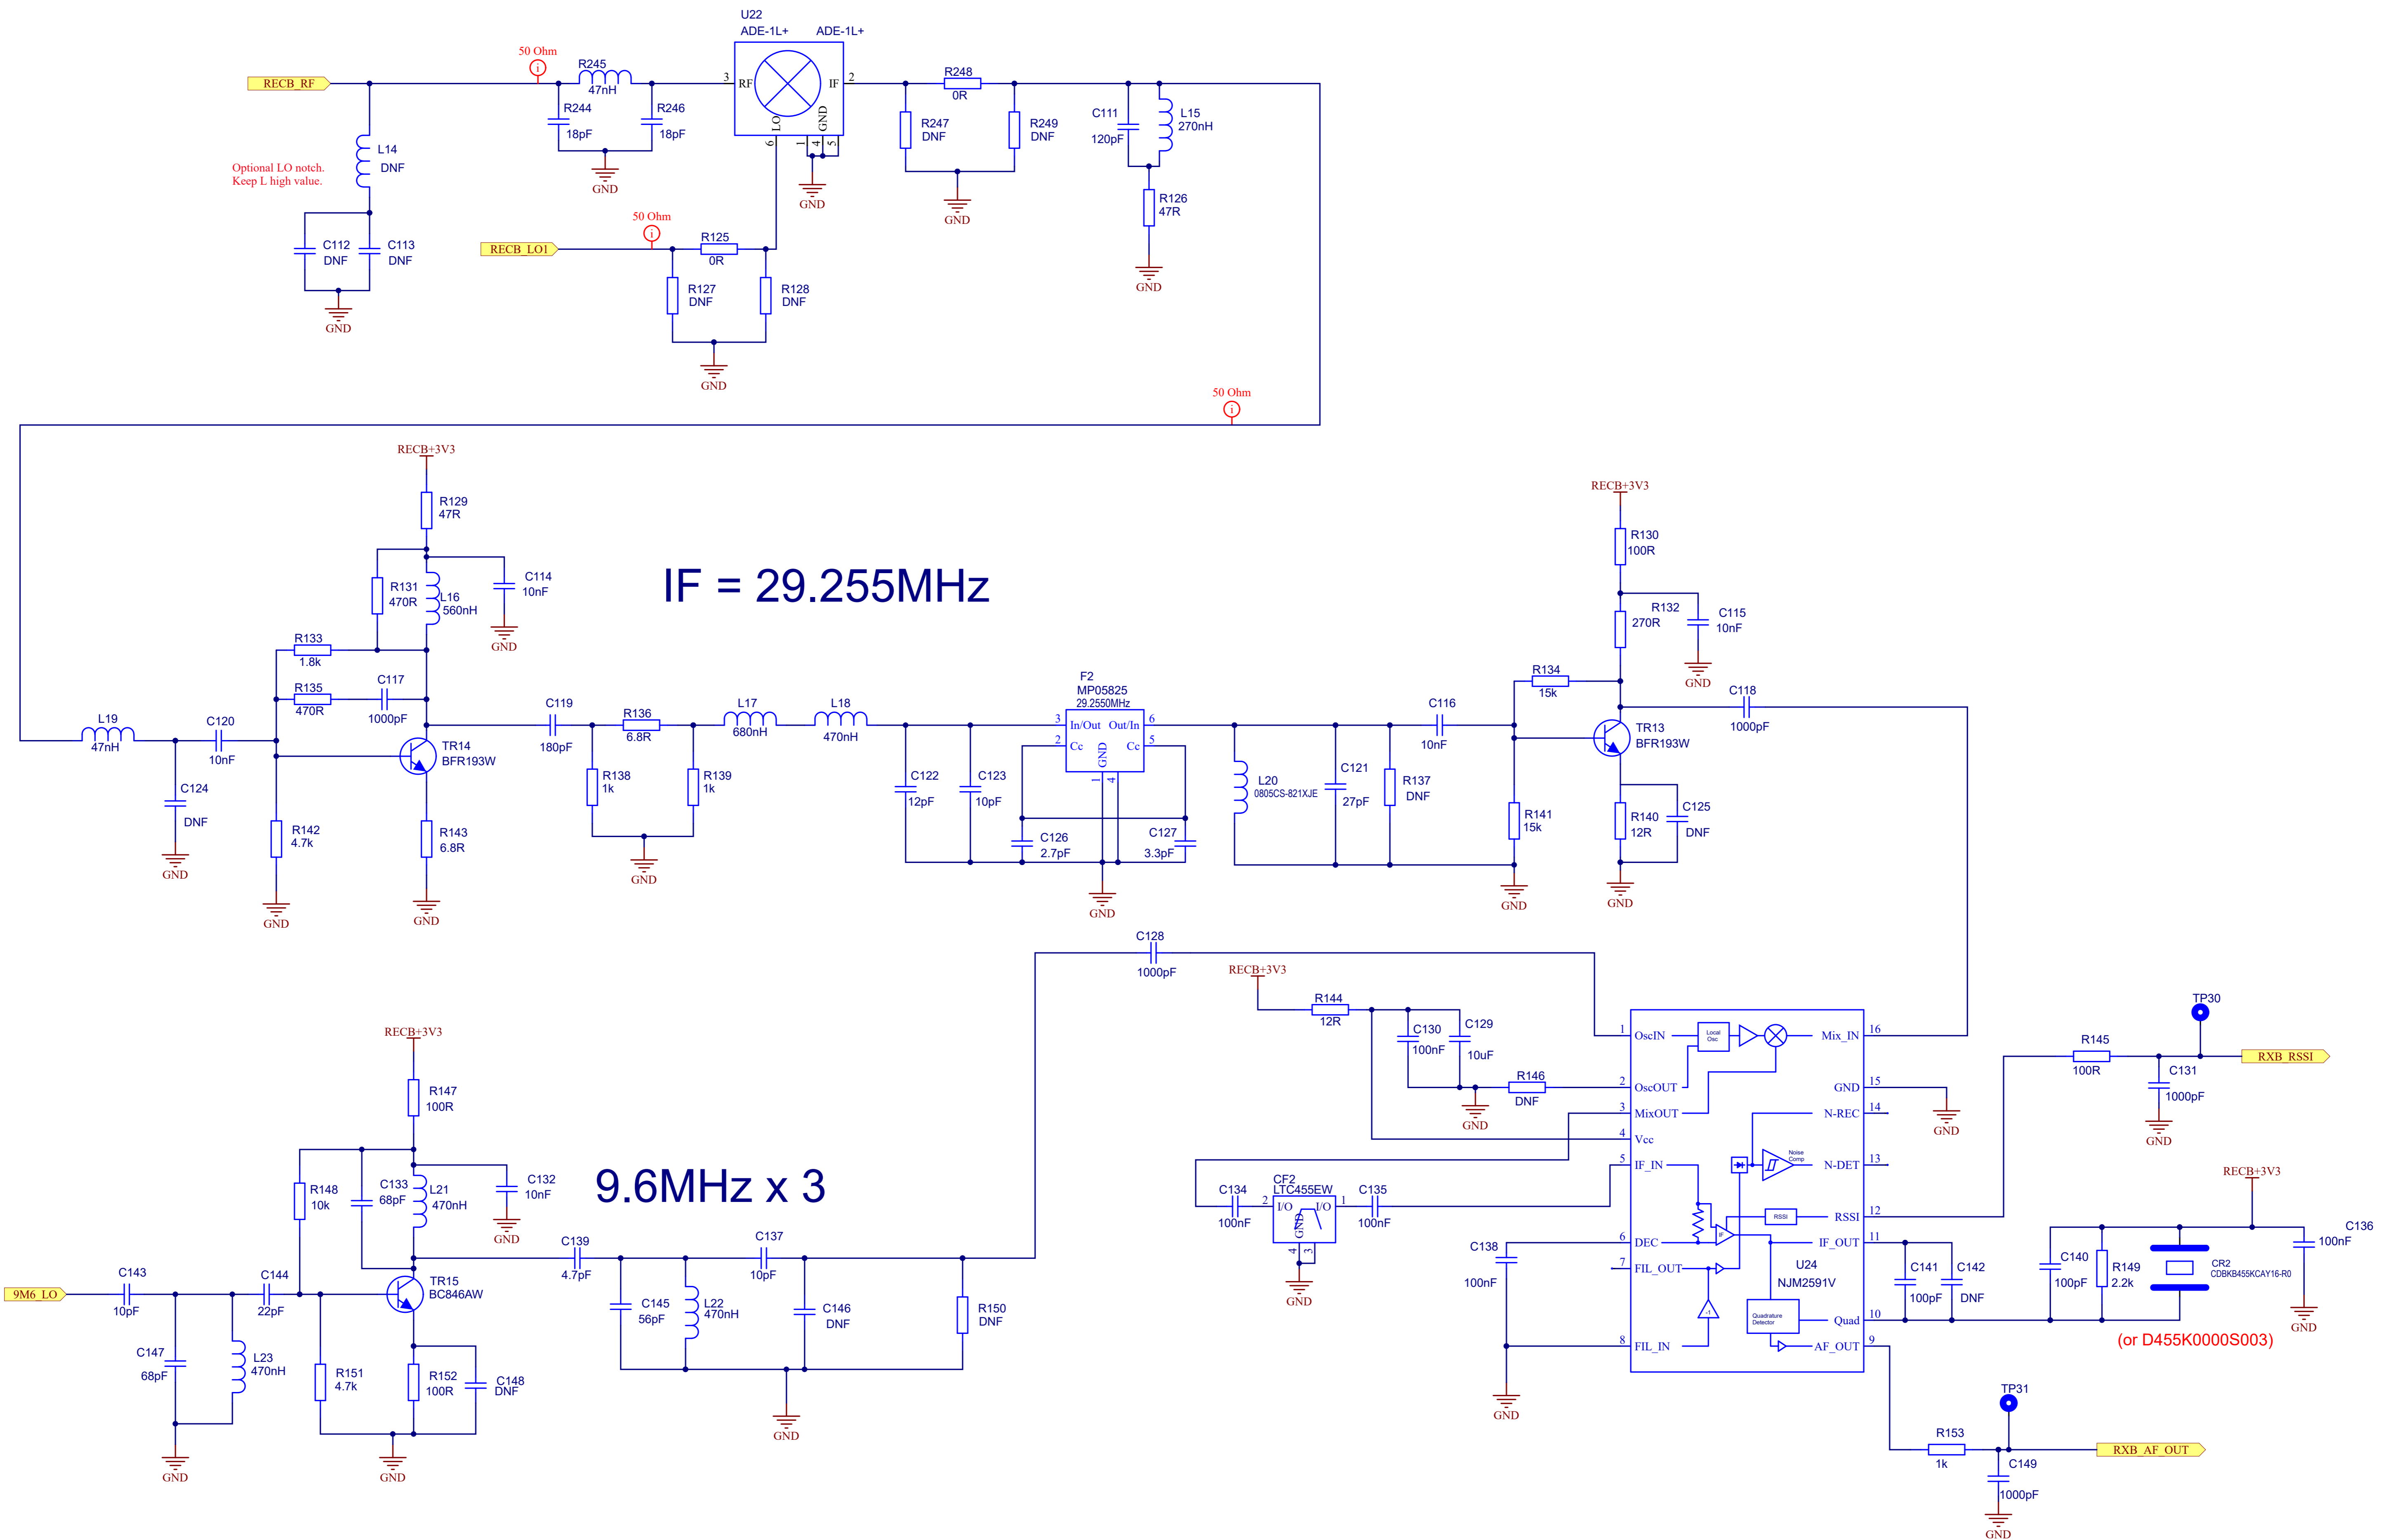 U22
ADE-1L+ ADE-1L+
RECB_RF
50 Ohm
R245
47nH
R244
18pF
R246
18pF
GND
3 RF
IF 2
LO
GND
6
1
4
5
GND
R248
0R
R247
DNF
R249
DNF
GND
C111
120pF
L15
270nH
R126
47R
GND
Optional LO notch.
Keep L high value.
L14
DNF
C112
DNF
C113
DNF
GND
RECB_LO1
50 Ohm
R125
0R
R127
DNF
R128
DNF
GND
50 Ohm
RECB+3V3
R129
47R
R131
470R
L16
560nH
C114
10nF
GND
R133
1.8k
R135
470R
C117
1000pF
L19
47nH
C120
10nF
C124
DNF
GND
TR14
BFR193W
R142
4.7k
GND
R143
6.8R
GND
IF = 29.255MHz
C119
180pF
R136
6.8R
R138
1k
R139
1k
GND
L17
680nH
L18
470nH
C122
12pF
C123
10pF
F2
MP05825
29.2550MHz
3 In/Out Out/In 6
2 Cc Cc 5
GND
1
4
C126
2.7pF
C127
3.3pF
GND
L20
0805CS-821XJE
C121
27pF
R137
DNF
C116
10nF
RECB+3V3
R130
100R
R132
270R
C115
10nF
GND
R134
15k
C118
1000pF
TR13
BFR193W
R141
15k
GND
R140
12R
C125
DNF
GND
C128
1000pF
RECB+3V3
R144
12R
C130
100nF
C129
10uF
R146
DNF
GND
1 OscIN
Local
Osc
Mix_IN 16
2 OscOUT
GND 15
3 MixOUT
N-REC 14
4 Vcc
5 IF_IN
Noise
Comp
N-DET 13
RSSI
RSSI 12
IF
6 DEC
IF_OUT 11
7 FIL_OUT
U24
NJM2591V
-1
Quadrature
Detector
Quad 10
8 FIL_IN
AF_OUT 9
GND
C134
100nF
CF2
LTC455EW
2 I/O I/O 1
GND
4
3
GND
C135
100nF
C138
100nF
GND
TP30
R145
100R
C131
1000pF
GND
RXB_RSSI
RECB+3V3
C141
100pF
C142
DNF
C140
100pF
R149
2.2k
CR2
CDBKB455KCAY16-R0
C136
100nF
GND
(or D455K0000S003)
TP31
R153
1k
C149
1000pF
GND
RXB_AF_OUT
RECB+3V3
R147
100R
R148
10k
C133
68pF
L21
470nH
C132
10nF
GND
9.6MHz x 3
9M6_LO
C143
10pF
C144
22pF
C147
68pF
L23
470nH
GND
R151
4.7k
TR15
BC846AW
R152
100R
C148
DNF
GND
C139
4.7pF
C145
56pF
L22
470nH
C137
10pF
C146
DNF
R150
DNF
GND